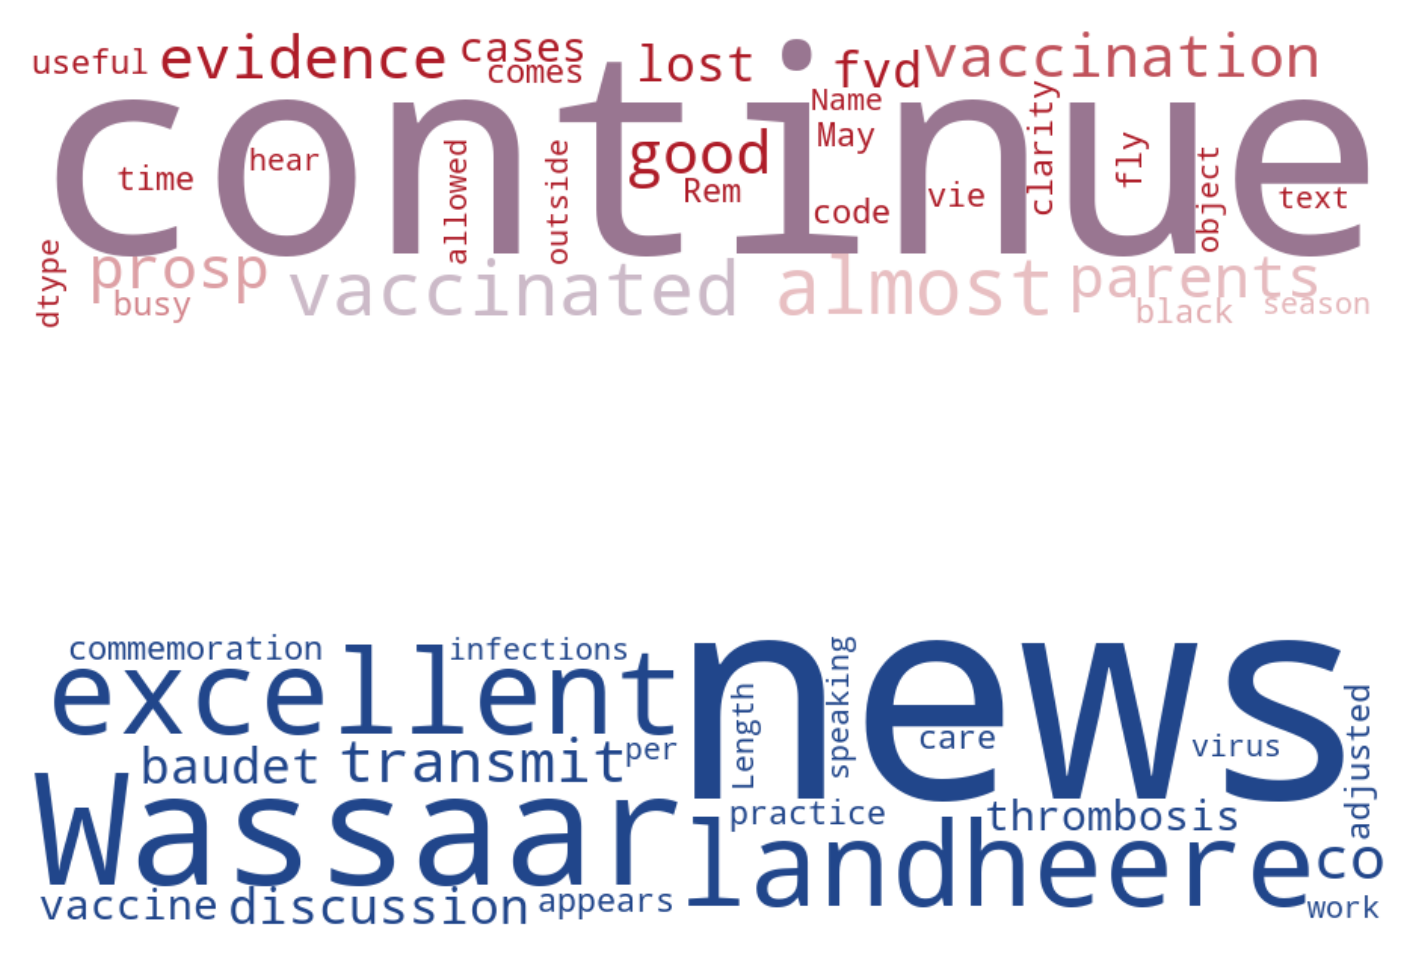 useful
evidence
cases
comes
lost
fvd
vaccination
continue
Name
May
clarity
fly
object
text
time
hear
allowed
outside
good
Rem
code
vie
dtype
prosp
busy
vaccinated
almost
parents
black
season
commemoration
infections
excellent
news
Length
speaking
care
virus
adjusted
baudet
transmit
per
Wassaar
practice
thrombosis
landheere
co
vaccine
discussion
appears
work